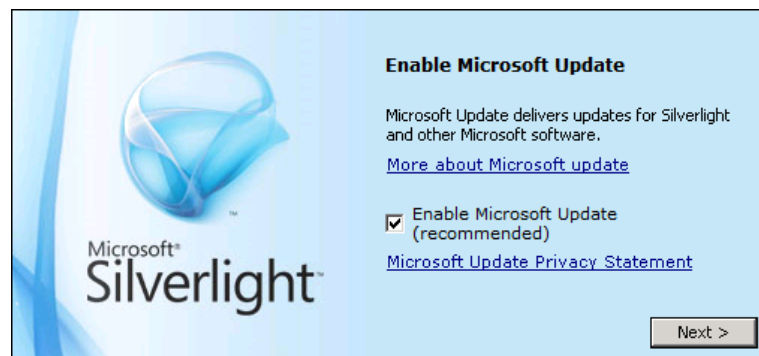 Enable Microsoft Update
Microsoft Update delivers updates for Silverlight
and other Microsoft software.
More about Microsoft update
Enable Microsoft Update
(recommended)
Microsoft Update Privacy Statement
Next >
TM
Microsoft®
Silverlight™